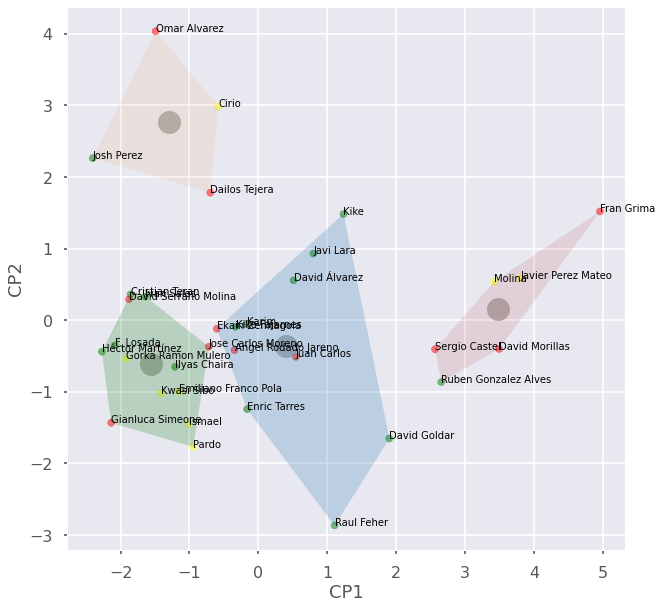 4
Omar Alvarez
3
Cirio
Josh Perez
2
Dailos Tejera
Kike
Fran Grima
1
Javi Lara
David Álvarez
Molina
Javier Perez Mateo
CP2
Cristian Teran
David Serrano Molina
0
Karim
Jose Carlos Moreno
Angel Rodado Jareno
Juan Carlos
Sergio Castel
David Morillas
F. Losada
Hector Martinez
Gorka Ramon Mulero
Ilyas Chaira
Ruben Gonzalez Alves
−1
Emiliano Franco Pola
Kwasi Sibo
Enric Tarres
Gianluca Simeone
Ismael
David Goldar
Pardo
−2
Raul Feher
−3
−2 −1 0 1 2 3 4 5
CP1